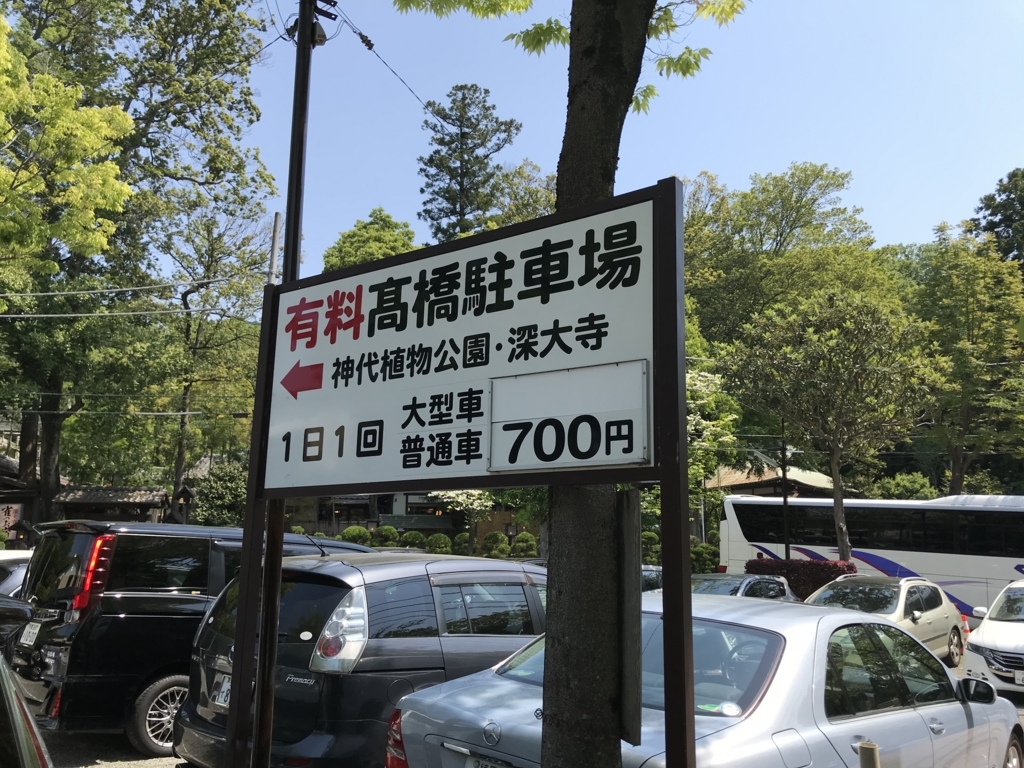 有料髙橋駐車場
神代植物公園・深大寺
1日1回
大型車
普通車 700円
Premacy